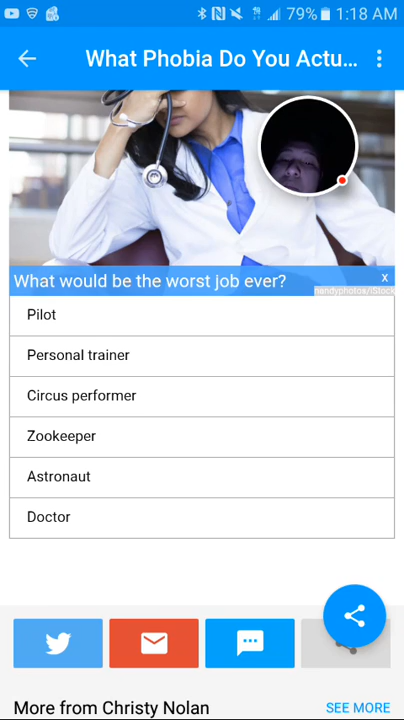 79% 1:18 AM
What Phobia Do You Actu...
What would be the worst job ever?
x
nandyphotos/iStock
Pilot
Personal trainer
Circus performer
Zookeeper
Astronaut
Doctor
More from Christy Nolan
SEE MORE